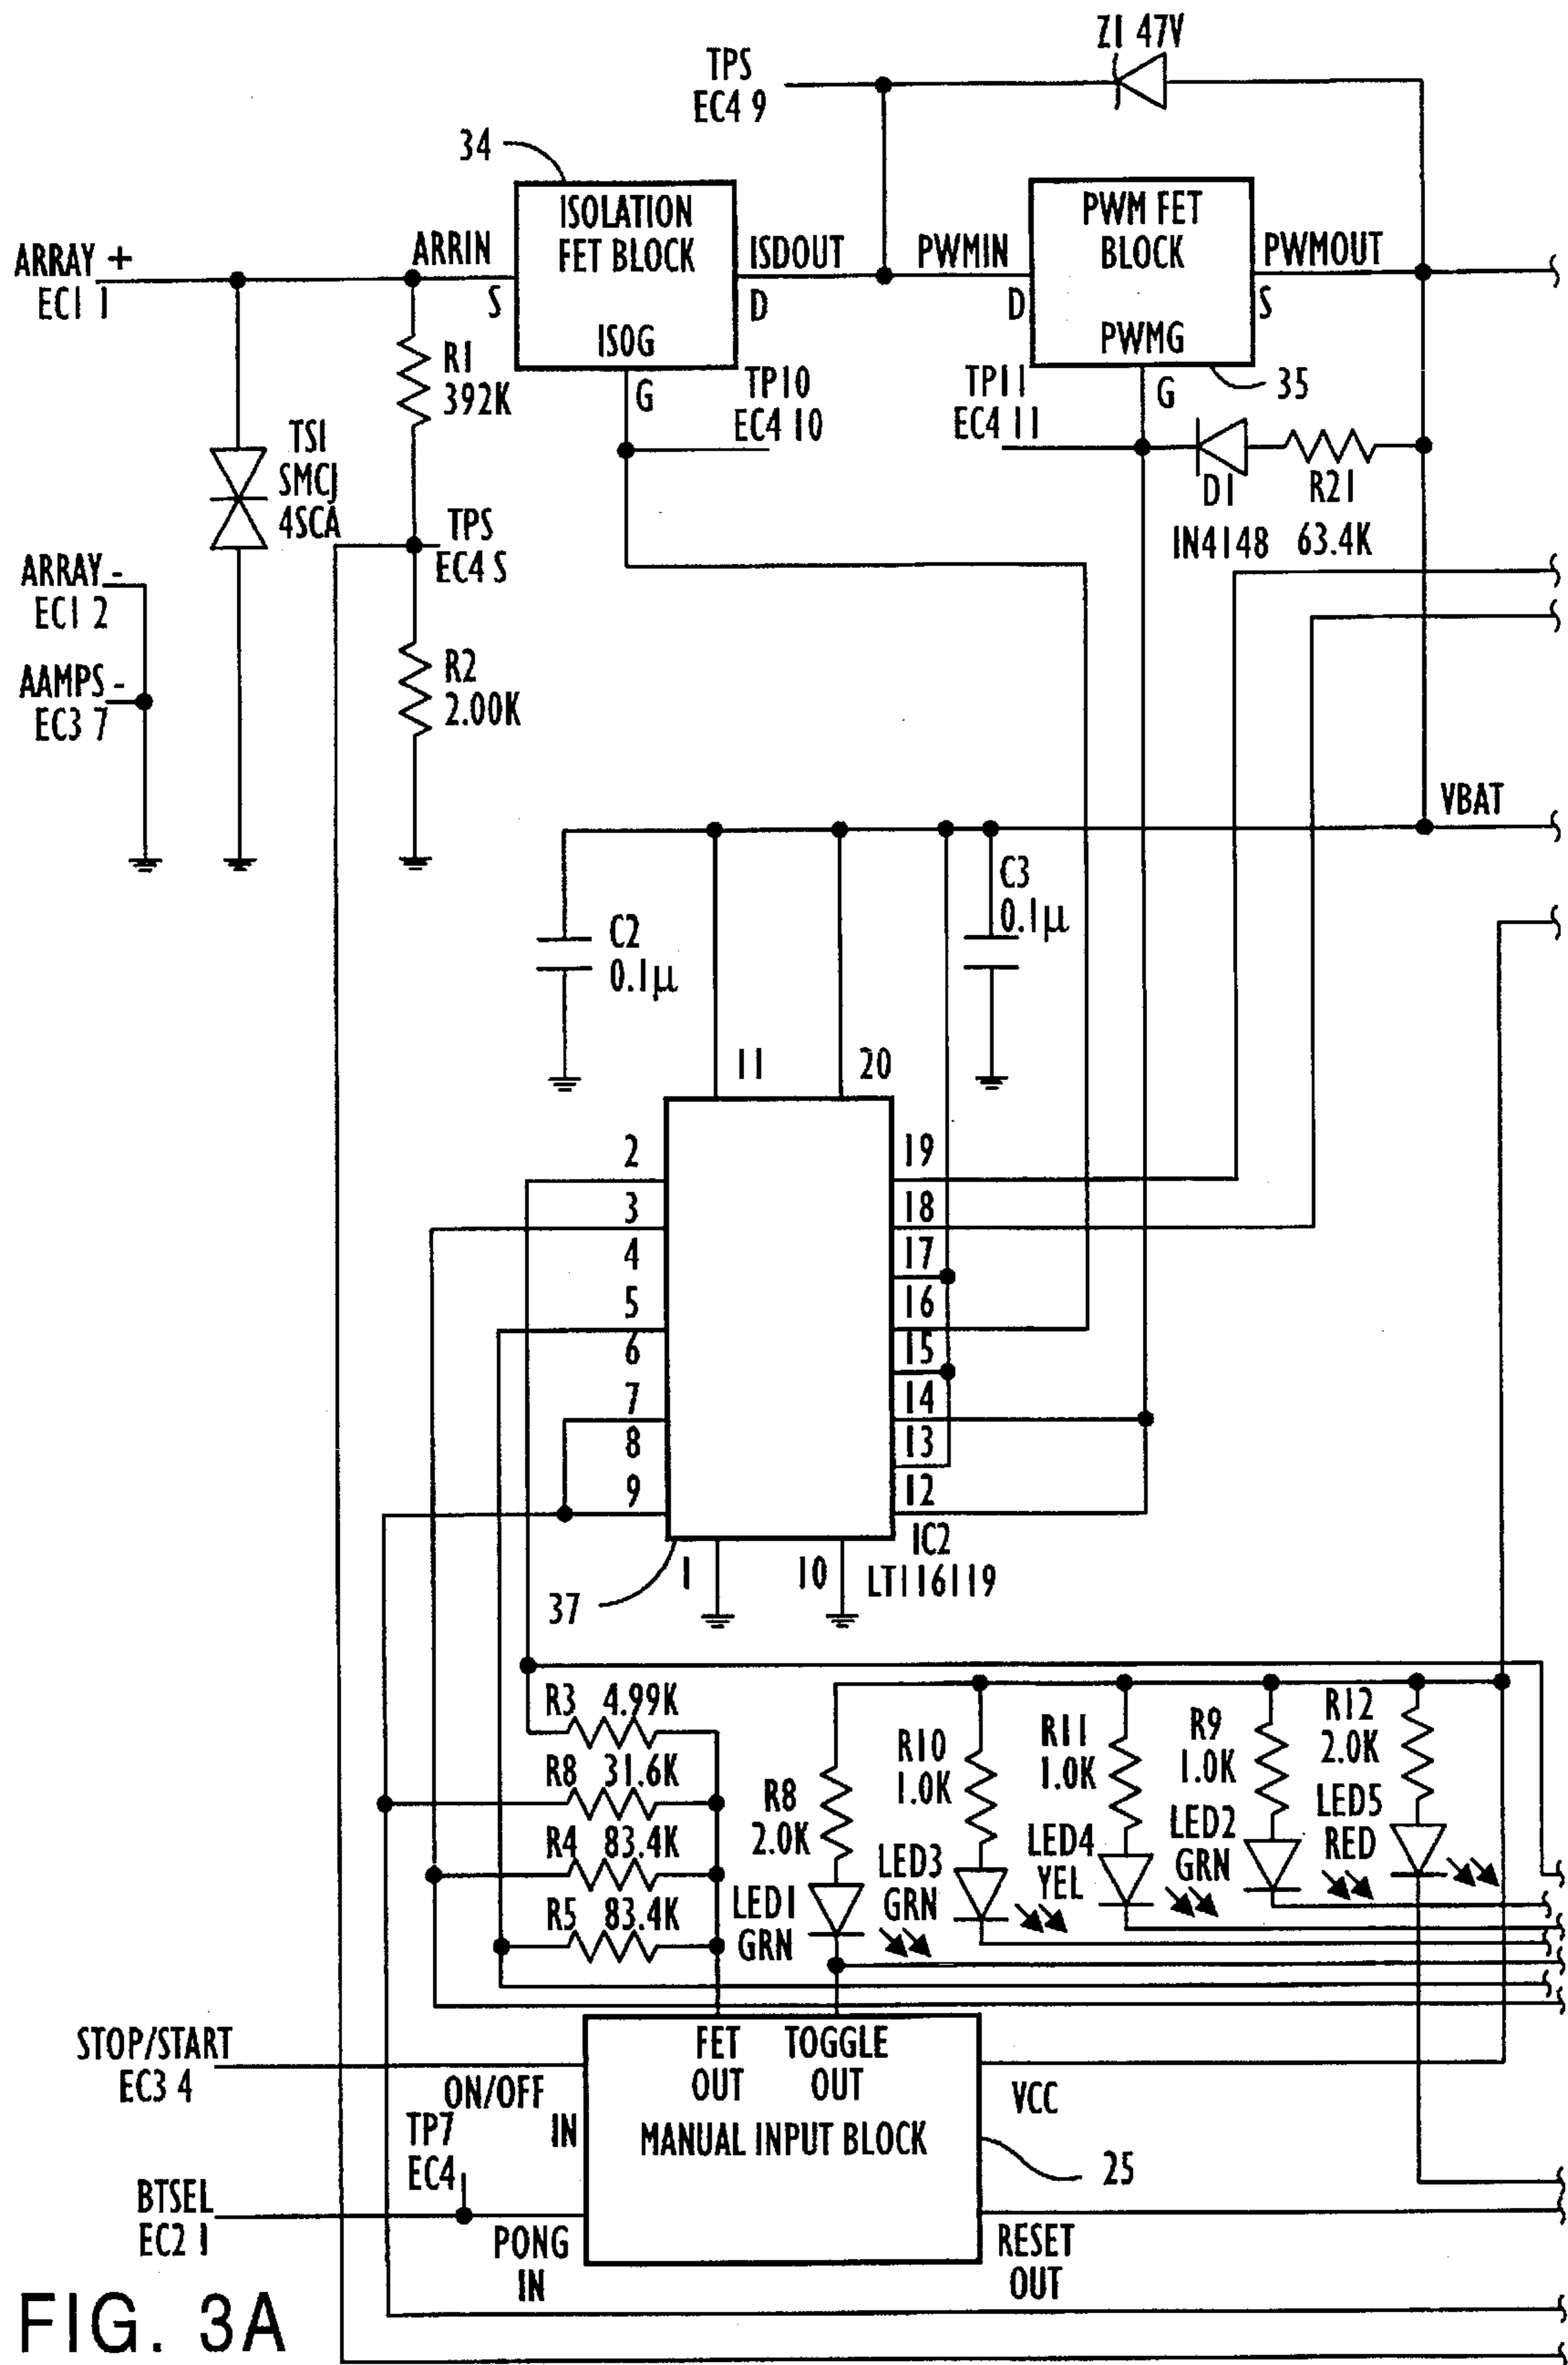 Z1 47V
TPS
EC4 9
34
ISOLATION
FET BLOCK
ISOG
PWM FET
BLOCK
PWMG
ARRAY +
EC1 1
ARRIN
S
ISDOUT
D
PWMIN
D
PWMOUT
S
G
TP10
EC4 10
TP11
EC4 11
G
35
R1
392K
TS1
SMCJ
4SCA
D1
IN4148
R21
63.4K
TPS
EC4 S
ARRAY -
EC1 2
AAMPS -
EC3 7
R2
2.00K
VBAT
C2
0.1µ
C3
0.1µ
11
20
2
3
4
5
6
7
8
9
19
18
17
16
15
14
13
12
1
10
IC2
LT116119
37
R3 4.99K
R8 31.6K
R4 83.4K
R5 83.4K
R8
2.0K
R10
1.0K
R11
1.0K
R9
1.0K
R12
2.0K
LED1
GRN
LED3
GRN
LED4
YEL
LED2
GRN
LED5
RED
STOP/START
EC3 4
ON/OFF
IN
FET
OUT
TOGGLE
OUT
VCC
MANUAL INPUT BLOCK
25
TP7
EC4
BTSEL
EC2 1
PONG
IN
RESET
OUT
FIG. 3A